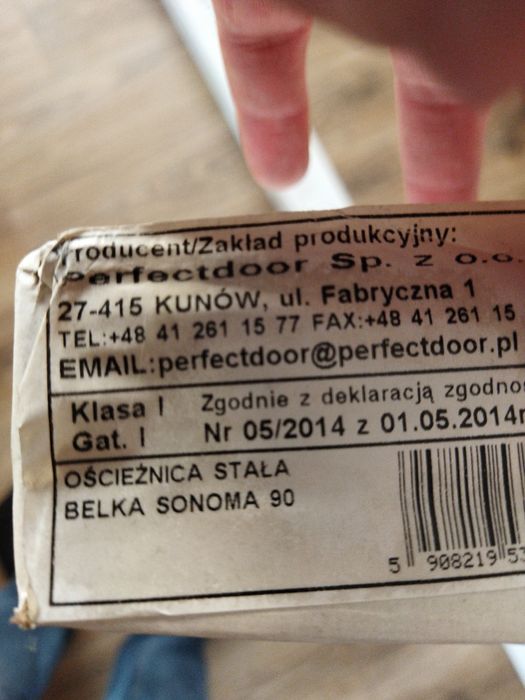 Producent/Zakład produkcyjny:
Perfectdoor Sp. z o.o.
27-415 KUNÓW, ul. Fabryczna 1
TEL:+48 41 261 15 77 FAX:+48 41 261 15
EMAIL:perfectdoor@perfectdoor.pl
Klasa I Zgodnie z deklaracją zgodnoś
Gat. I Nr 05/2014 z 01.05.2014r
OŚCIEŻNICA STAŁA
BELKA SONOMA 90
5 908219 53